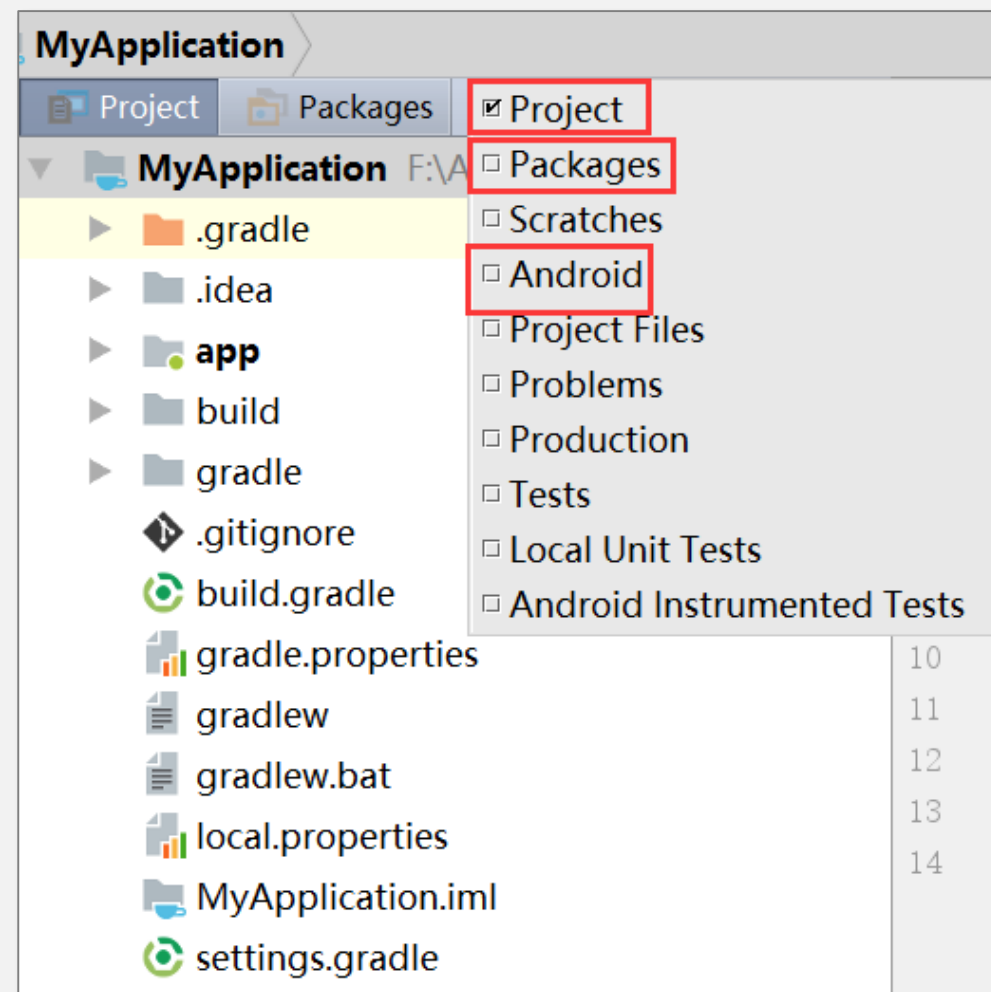 MyApplication
Project Packages
MyApplication F:\A
.gradle
.idea
app
build
gradle
.gitignore
build.gradle
gradle.properties
gradlew
gradlew.bat
local.properties
MyApplication.iml
settings.gradle
Project
Packages
Scratches
Android
Project Files
Problems
Production
Tests
Local Unit Tests
Android Instrumented Tests
10
11
12
13
14